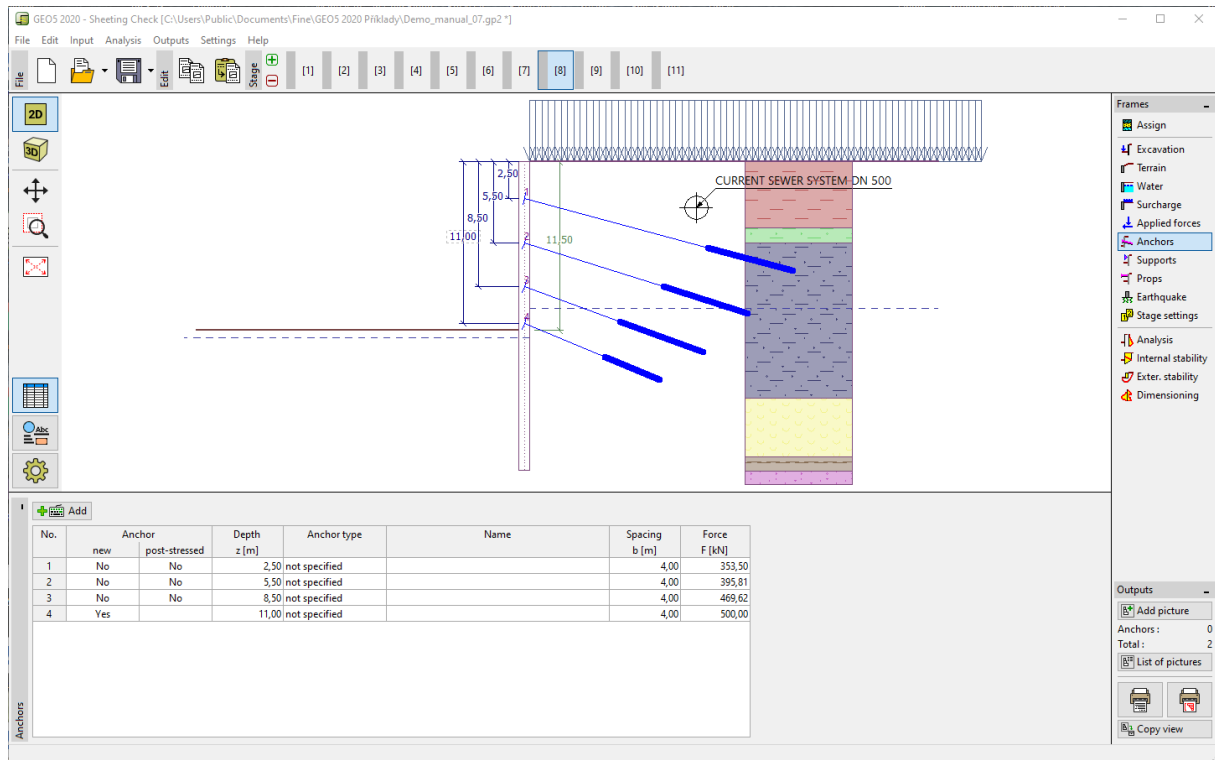 GEO5 2020 - Sheeting Check [C:\Users\Public\Documents\Fine\GEO5 2020 Příklady\Demo_manual_07.gp2 *]
File Edit Input Analysis Outputs Settings Help
File
Edit
Stage
[1] [2] [3] [4] [5] [6] [7] [8] [9] [10] [11]
2D
3D
Abc
2,50
5,50
8,50
11,00
11,50
1
2
3
4
CURRENT SEWER SYSTEM-DN 500
Frames
Assign
Excavation
Terrain
Water
Surcharge
Applied forces
Anchors
Supports
Props
Earthquake
Stage settings
Analysis
Internal stability
Exter. stability
Dimensioning
Add
No. Anchor Depth Anchor type Name Spacing Force
new post-stressed z [m] b [m] F [kN]
1 No No 2,50 not specified 4,00 353,50
2 No No 5,50 not specified 4,00 395,81
3 No No 8,50 not specified 4,00 469,62
4 Yes 11,00 not specified 4,00 500,00
Anchors
Outputs
Add picture
Anchors : 0
Total : 2
List of pictures
Copy view